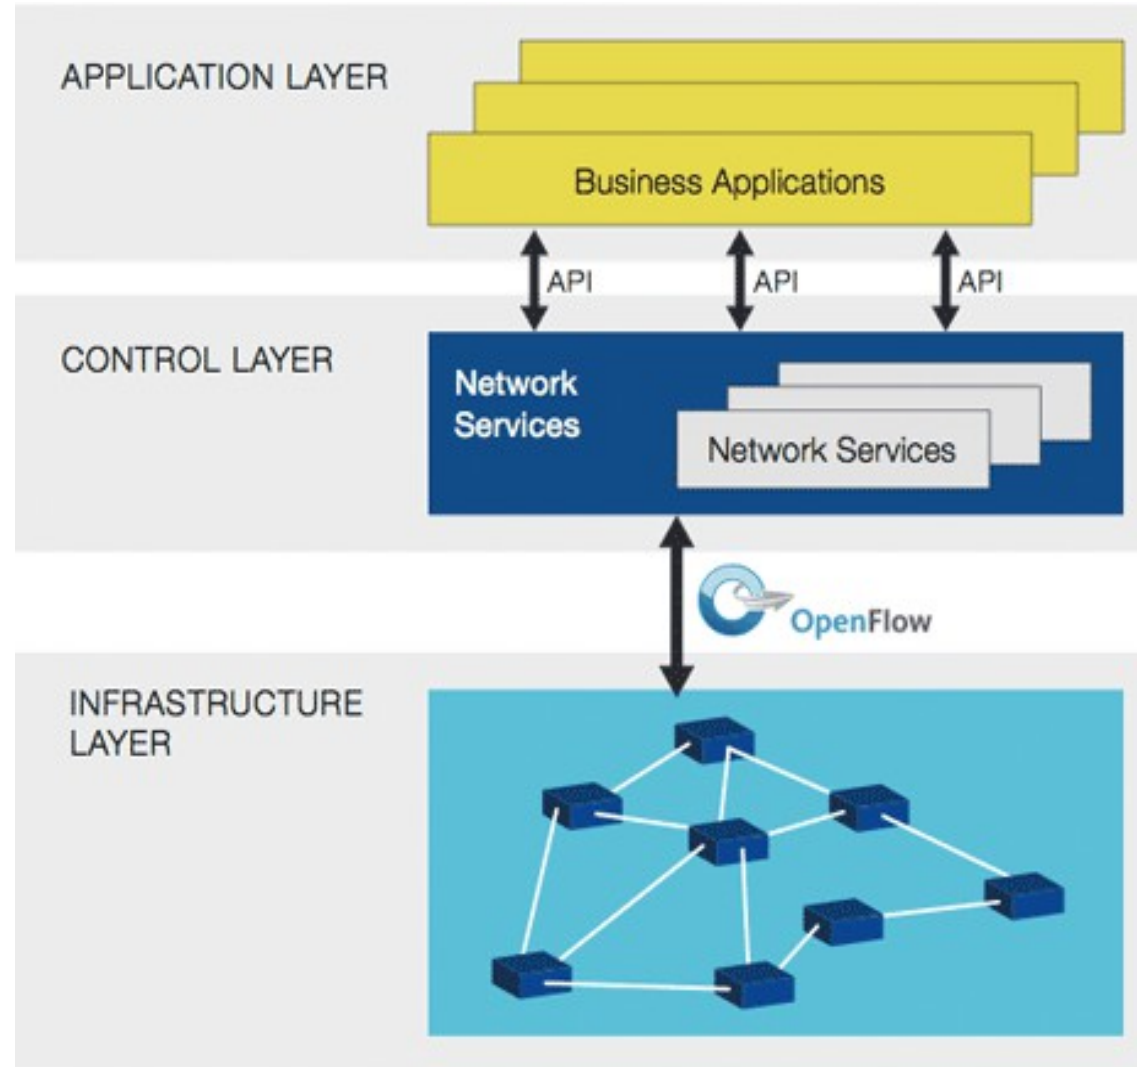 APPLICATION LAYER
Business Applications
API
API
API
CONTROL LAYER
Network
Services
Network Services
OpenFlow
INFRASTRUCTURE
LAYER